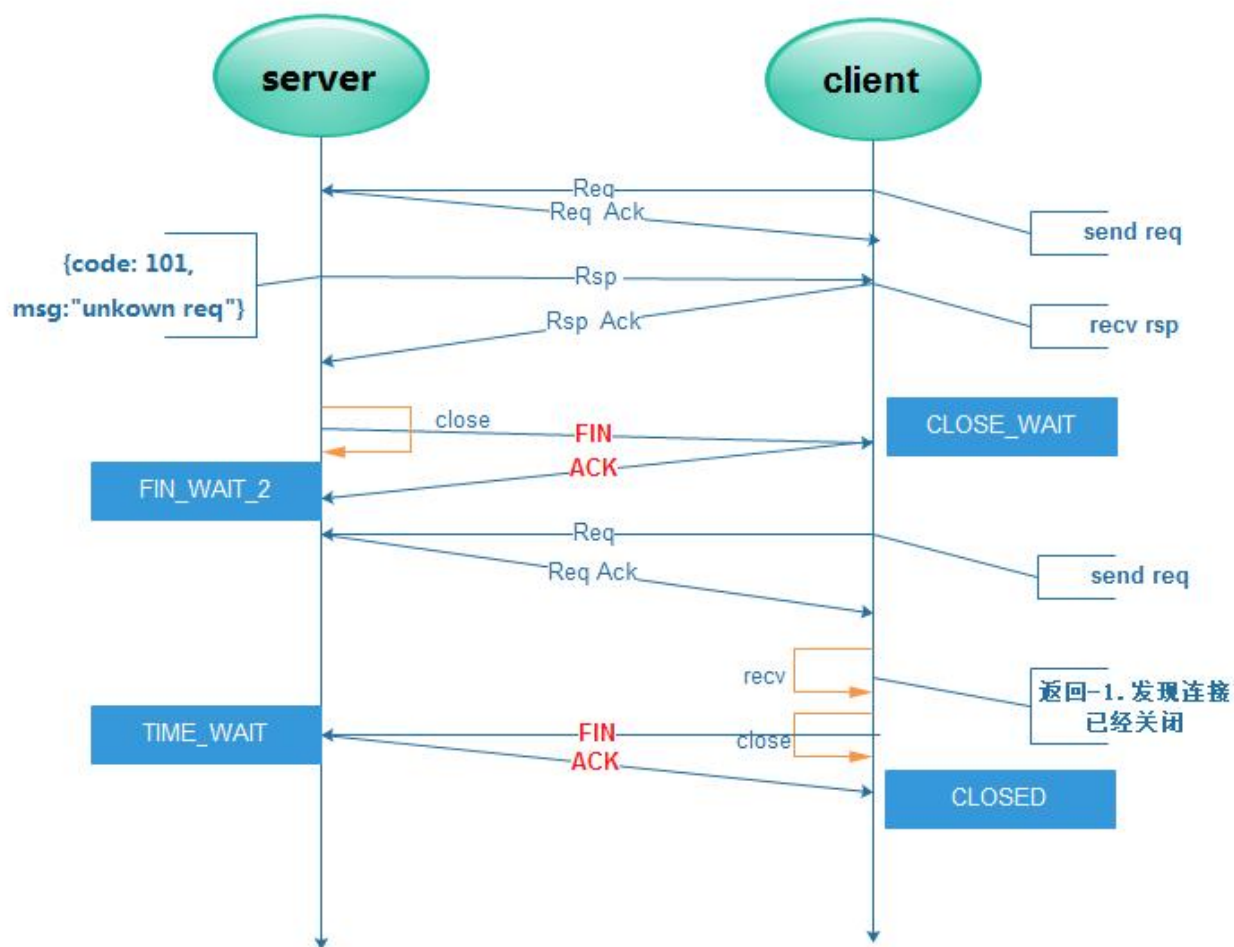 server
client
Req
Req Ack
send req
{code: 101,
msg:"unkown req"}
Rsp
Rsp Ack
recv rsp
close
FIN
ACK
CLOSE_WAIT
FIN_WAIT_2
Req
Req Ack
send req
recv
返回-1.发现连接
已经关闭
TIME_WAIT
FIN
close
ACK
CLOSED